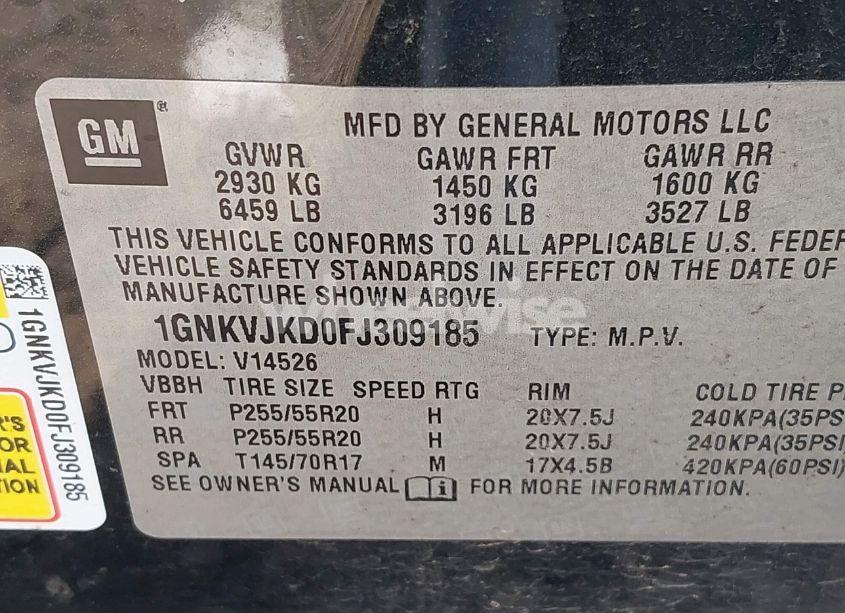 GM
MFD BY GENERAL MOTORS LLC
GVWR GAWR FRT GAWR RR
2930 KG 1450 KG 1600 KG
6459 LB 3196 LB 3527 LB
THIS VEHICLE CONFORMS TO ALL APPLICABLE U.S. FEDER
VEHICLE SAFETY STANDARDS IN EFFECT ON THE DATE OF
MANUFACTURE SHOWN ABOVE.
1GNKVJKD0FJ309185 TYPE: M.P.V.
MODEL: V14526
VBBH TIRE SIZE SPEED RTG RIM COLD TIRE P
FRT P255/55R20 H 20X7.5J 240KPA(35PS
RR P255/55R20 H 20X7.5J 240KPA(35PSI
SPA T145/70R17 M 17X4.5B 420KPA(60PSI)
SEE OWNER'S MANUAL i FOR MORE INFORMATION.
1GNKVJKD0FJ309185
R'S
OR
IAL
TION